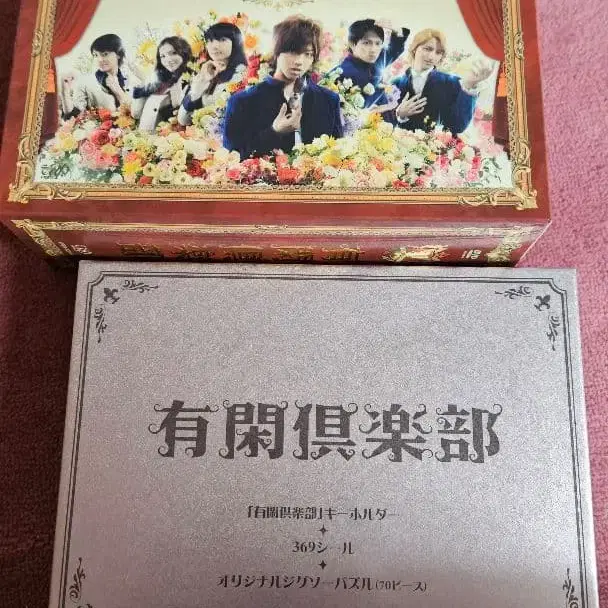 有閑倶楽部
「有閑倶楽部」キーホルダー
369シール
オリジナルジグソーパズル(70ピース)